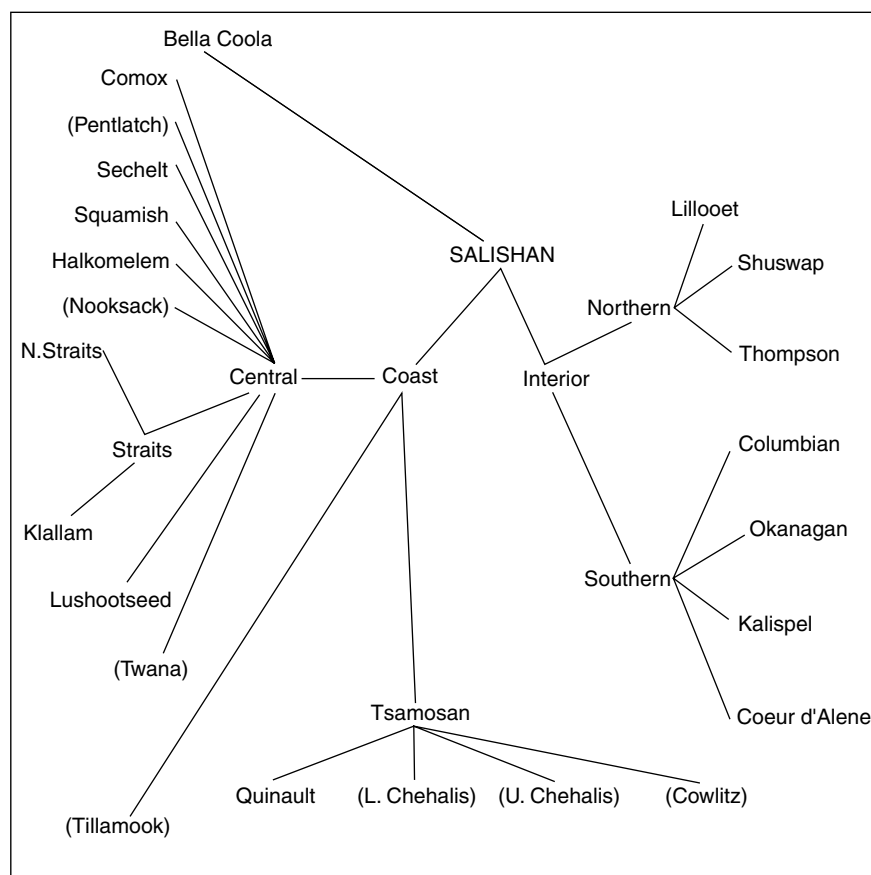 Bella Coola
Comox
(Pentlatch)
Sechelt
Squamish
Halkomelem
(Nooksack)
N.Straits
Central
Coast
Straits
Klallam
Lushootseed
(Twana)
(Tillamook)
SALISHAN
Interior
Northern
Lillooet
Shuswap
Thompson
Southern
Columbian
Okanagan
Kalispel
Coeur d'Alene
Tsamosan
Quinault
(L. Chehalis)
(U. Chehalis)
(Cowlitz)